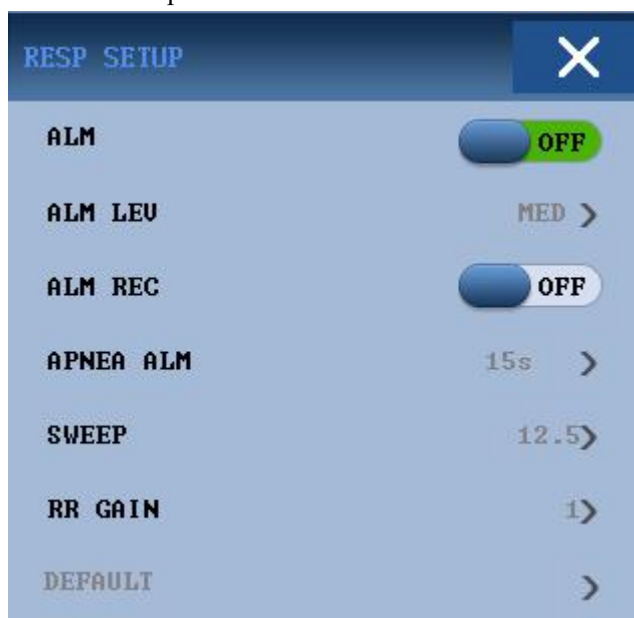 RESP SETUP
ALM OFF
ALM LEV MED
ALM REC OFF
APNEA ALM 15s
SWEEP 12.5
RR GAIN 1
DEFAULT